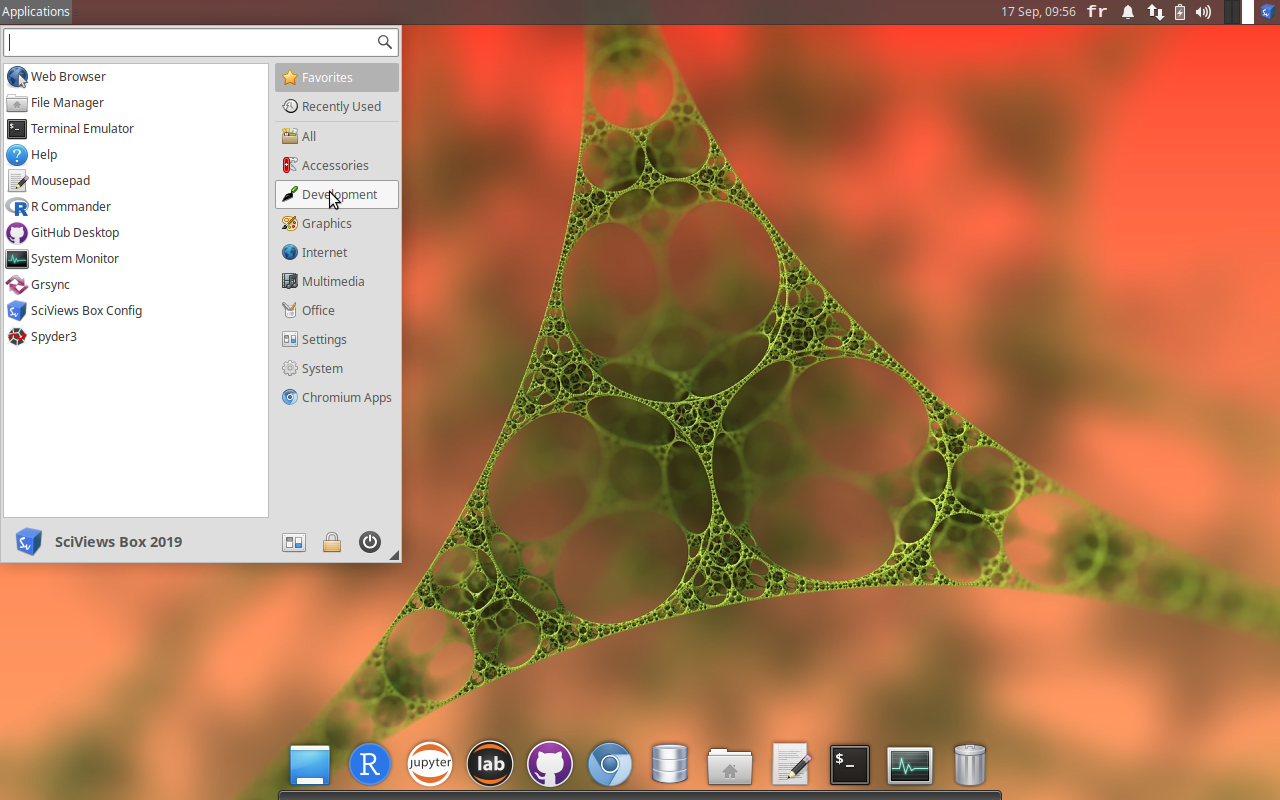 Applications
17 Sep, 09:56
fr
Web Browser
File Manager
Terminal Emulator
Help
Mousepad
R Commander
GitHub Desktop
System Monitor
Grsync
SciViews Box Config
Spyder3
Favorites
Recently Used
All
Accessories
Development
Graphics
Internet
Multimedia
Office
Settings
System
Chromium Apps
SciViews Box 2019
R
jupyter
lab
$-